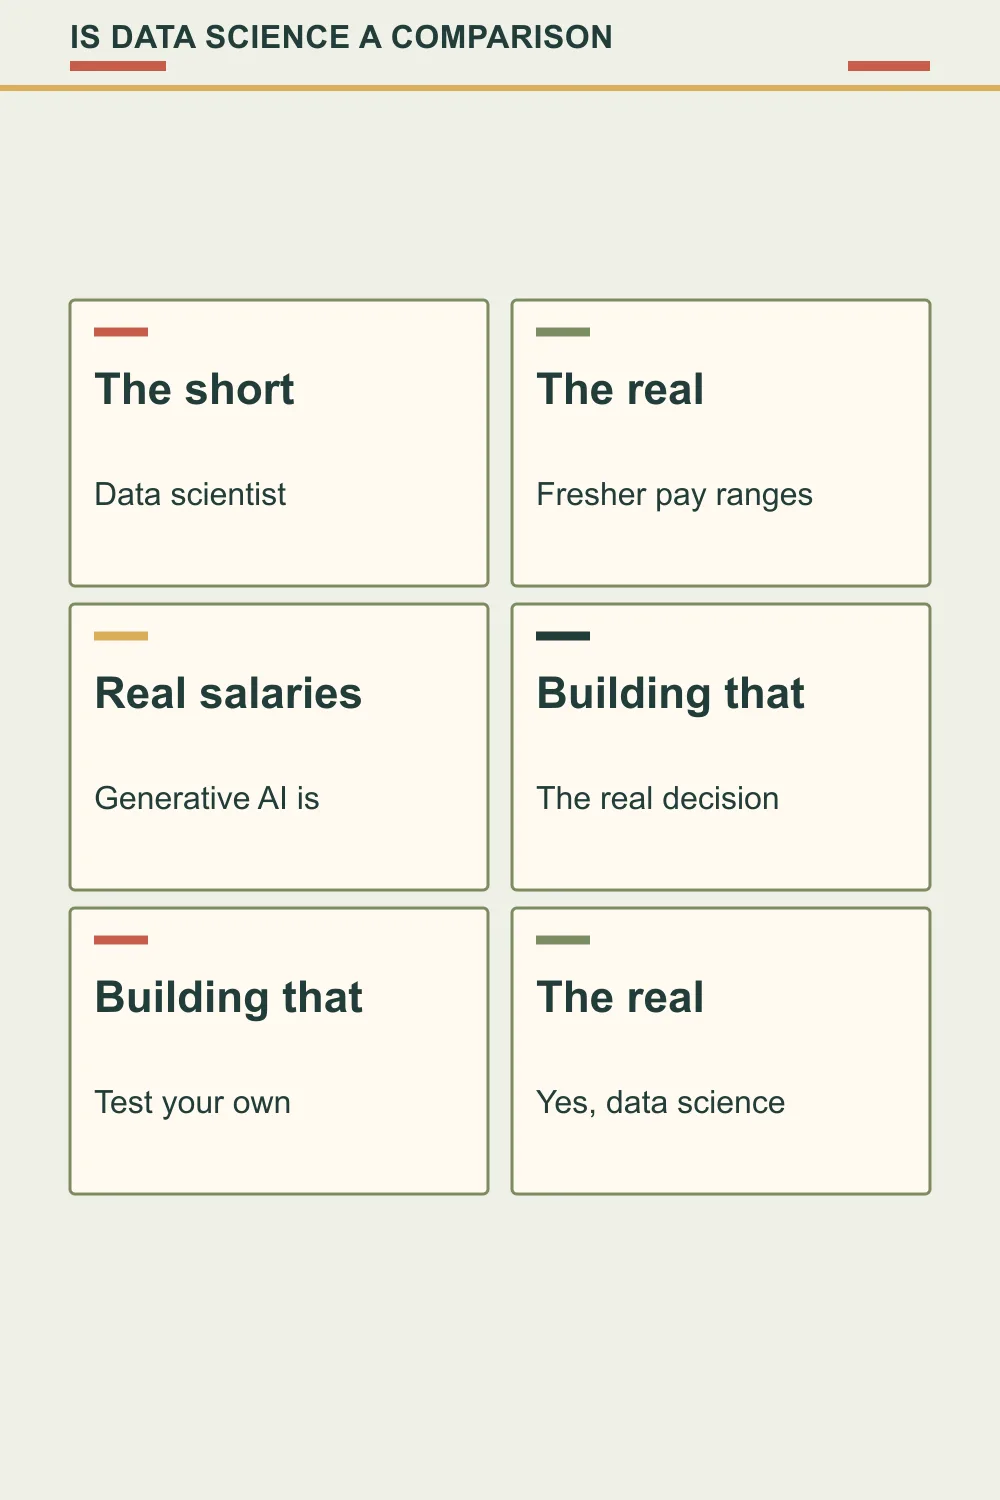 IS DATA SCIENCE A COMPARISON
The short
Data scientist
The real
Fresher pay ranges
Real salaries
Generative AI is
Building that
The real decision
Building that
Test your own
The real
Yes, data science